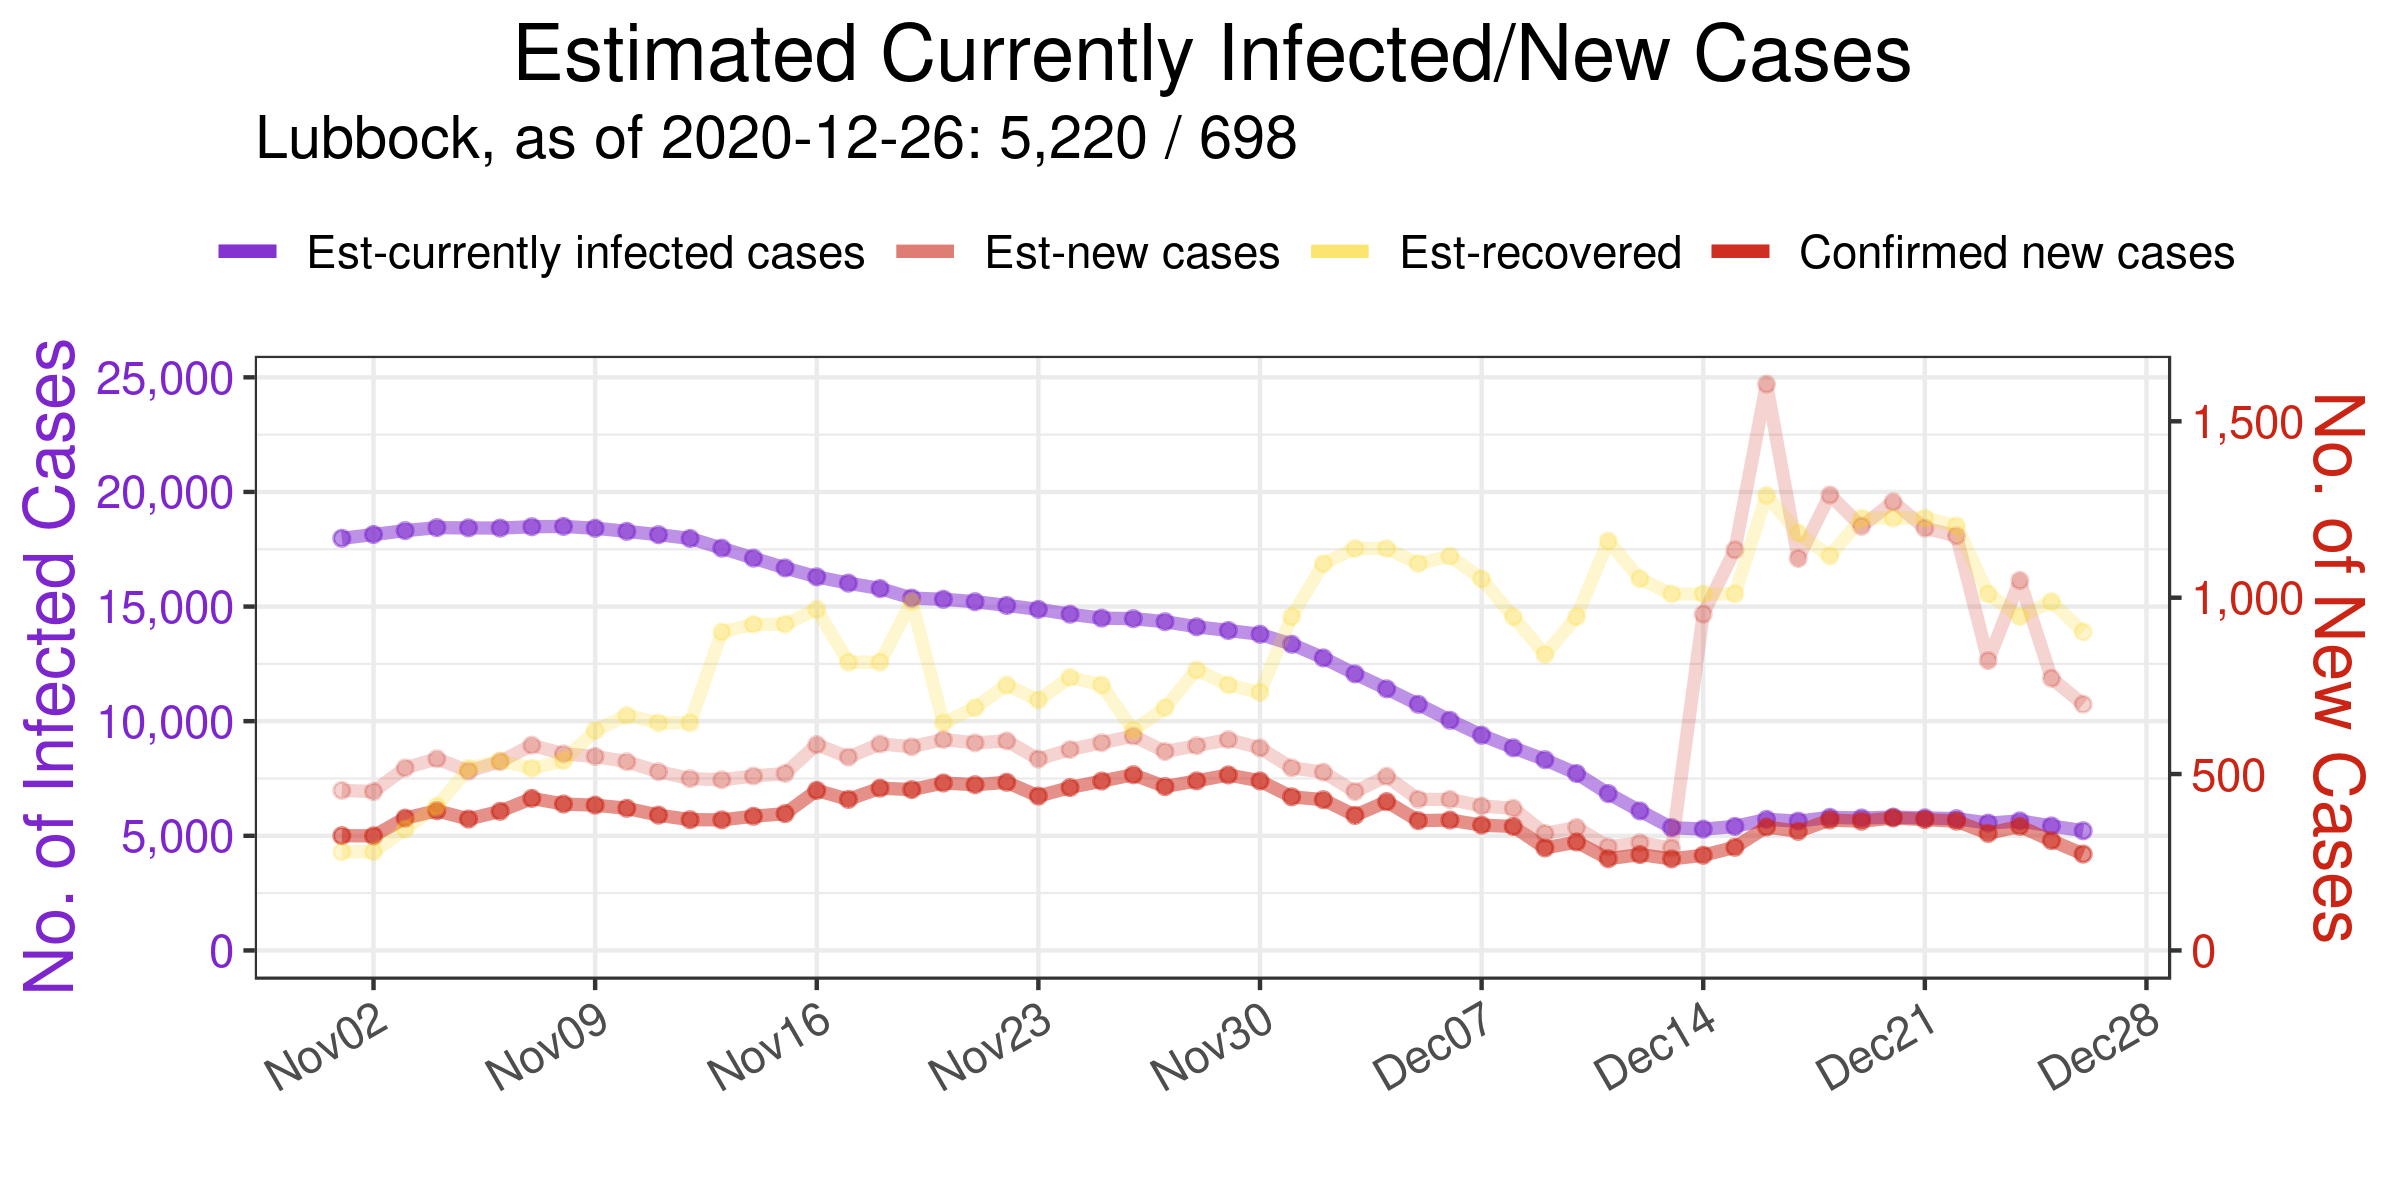 Estimated Currently Infected/New Cases
Lubbock, as of 2020-12-26: 5,220 / 698
Est-currently infected cases Est-new cases Est-recovered Confirmed new cases
No. of Infected Cases
25,000
20,000
15,000
10,000
5,000
0
1,500
1,000
500
0
No. of New Cases
Nov02 Nov09 Nov16 Nov23 Nov30 Dec07 Dec14 Dec21 Dec28